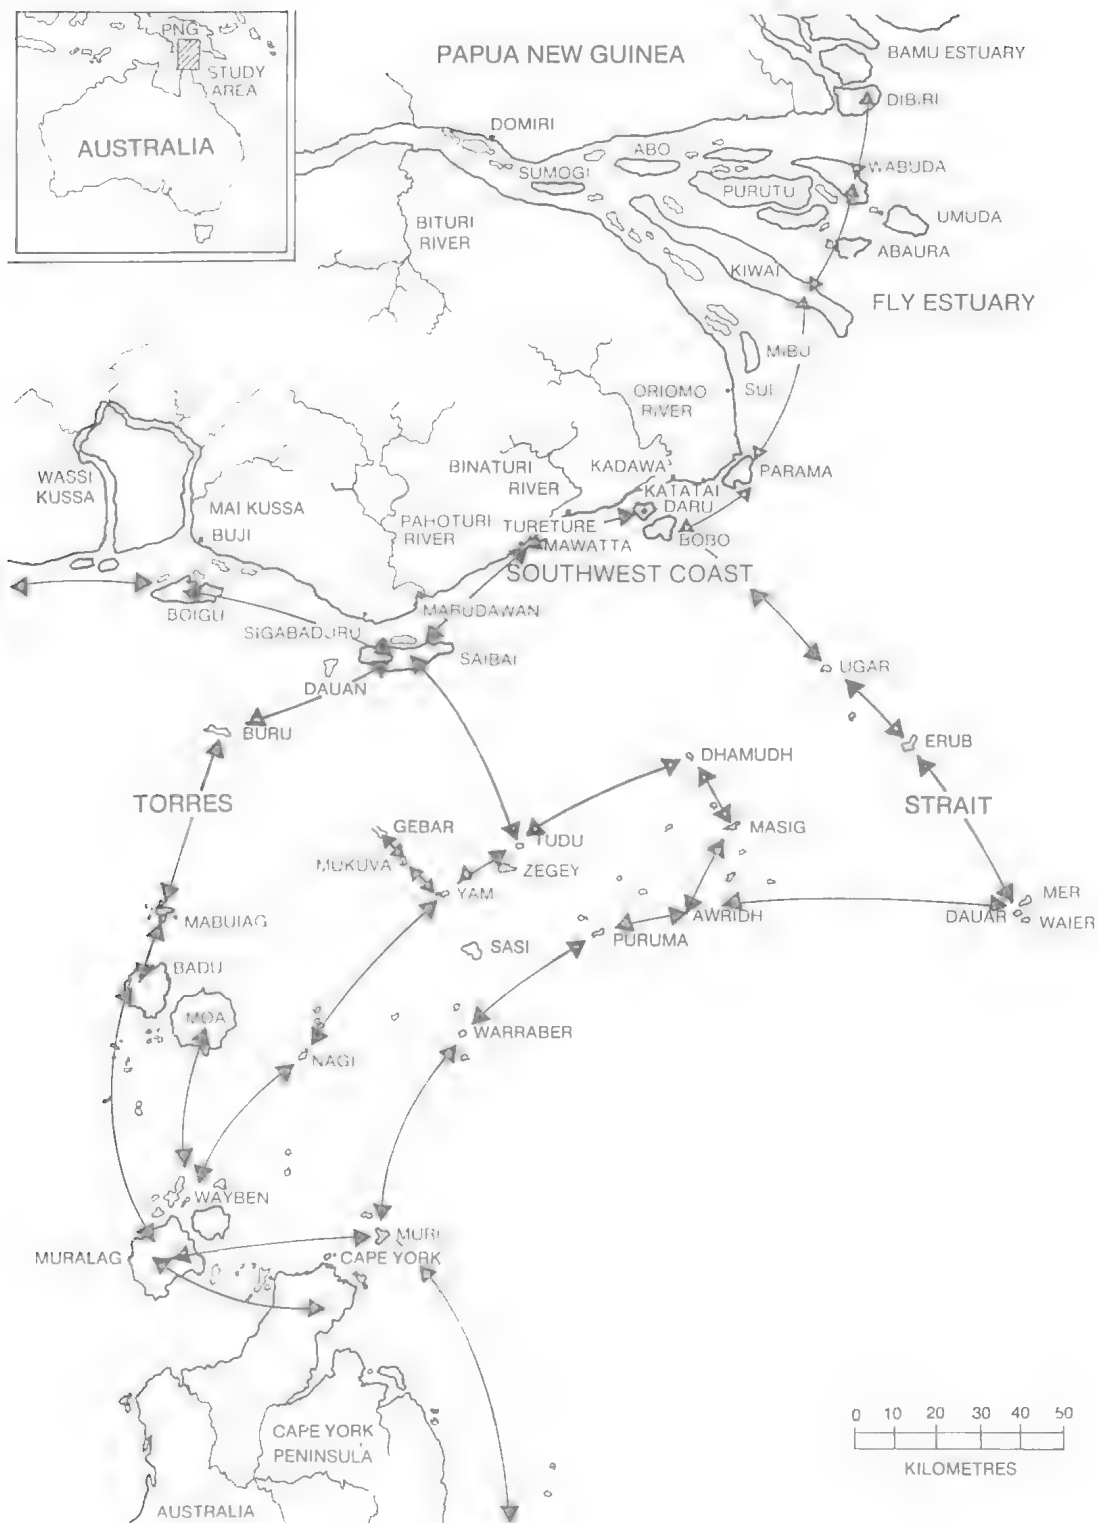 PNG
STUDY
AREA
AUSTRALIA
PAPUA NEW GUINEA
BAMU ESTUARY
DIBIRI
DOMIRI
ABO
SUMOGI
WABUDA
PURUTU
UMUDA
BITURI
RIVER
ABAURA
KIWAI
FLY ESTUARY
MIBU
SUI
ORIOMO
RIVER
WASSI
KUSSA
MAI KUSSA
BUJI
BINATURI
RIVER
KADAWA
PARAMA
KATATAI
DARU
PAHOTURI
RIVER
TURETURE
MAWATTA
BOBO
SOUTHWEST COAST
BOIGU
MARUDAWAN
SIGABADURU
SAIBAI
UGAR
DAUAN
BURU
ERUB
DHAMUDH
TORRES
STRAIT
GEBAR
TUDU
MASIG
MUKUVA
ZEGEY
YAM
MER
MABUIAG
AWRIDH
DAUAR
WAIER
PURUMA
SASI
BADU
MOA
WARRABER
NAGI
WAYBEN
MURI
MURALAG
CAPE YORK
0 10 20 30 40 50
KILOMETRES
CAPE YORK
PENINSULA
AUSTRALIA